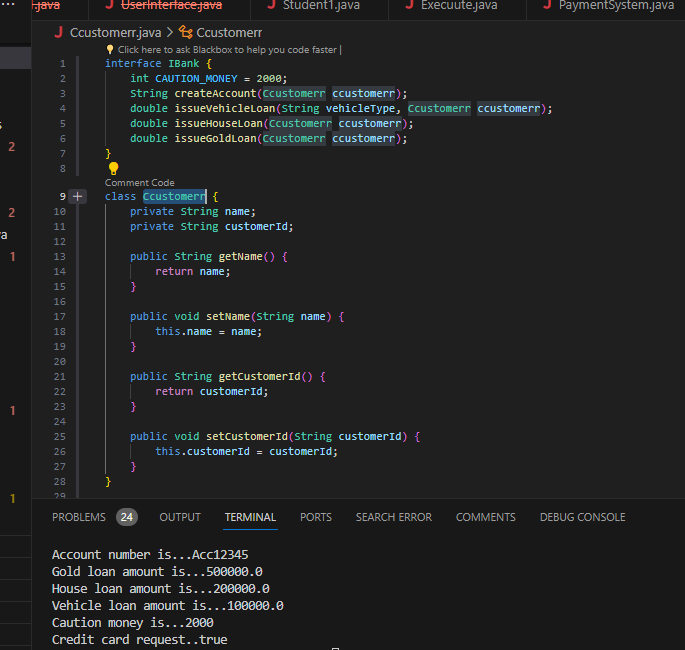 .java UserInterface.java Student1.java Execuute.java PaymentSystem.java
Ccustomerr.java > Ccustomerr
Click here to ask Blackbox to help you code faster |
1 interface IBank {
2 int CAUTION_MONEY = 2000;
3 String createAccount(Ccustomerr ccustomerr);
4 double issueVehicleLoan(String vehicleType, Ccustomerr ccustomerr);
5 double issueHouseLoan(Ccustomerr ccustomerr);
6 double issueGoldLoan(Ccustomerr ccustomerr);
7 }
8
Comment Code
9 class Ccustomerr {
10 private String name;
11 private String customerId;
12
13 public String getName() {
14 return name;
15 }
16
17 public void setName(String name) {
18 this.name = name;
19 }
20
21 public String getCustomerId() {
22 return customerId;
23 }
24
25 public void setCustomerId(String customerId) {
26 this.customerId = customerId;
27 }
28 }
29
2
2
va
1
1
1
PROBLEMS 24 OUTPUT TERMINAL PORTS SEARCH ERROR COMMENTS DEBUG CONSOLE
Account number is...Acc12345
Gold loan amount is...500000.0
House loan amount is...200000.0
Vehicle loan amount is...100000.0
Caution money is...2000
Credit card request..true